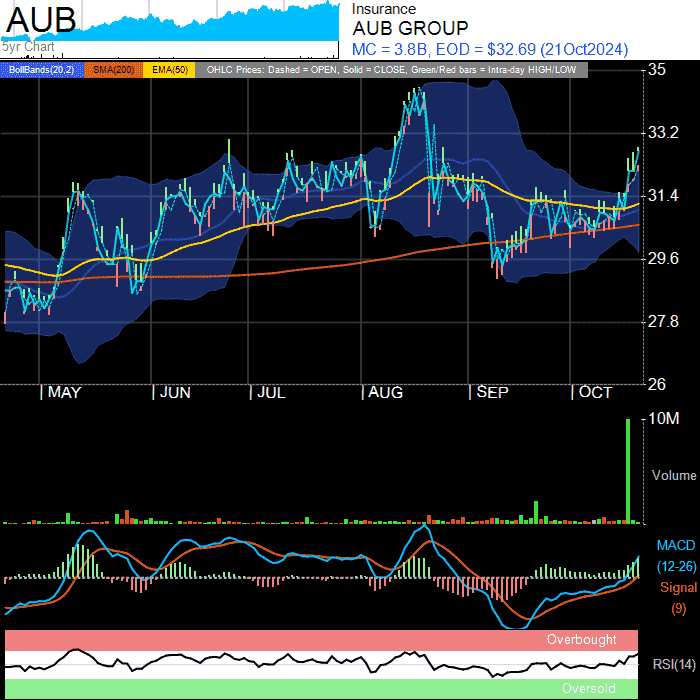 AUB
5yr Chart
Insurance
AUB GROUP
MC = 3.8B, EOD = $32.69 (21Oct2024)
BollBands(20,2) SMA(200) EMA(50) OHLC Prices: Dashed = OPEN, Solid = CLOSE, Green/Red bars = Intra-day HIGH/LOW
35
33.2
31.4
29.6
27.8
26
MAY JUN JUL AUG SEP OCT
10M
Volume
MACD
(12-26)
Signal
(9)
Overbought
RSI(14)
Oversold